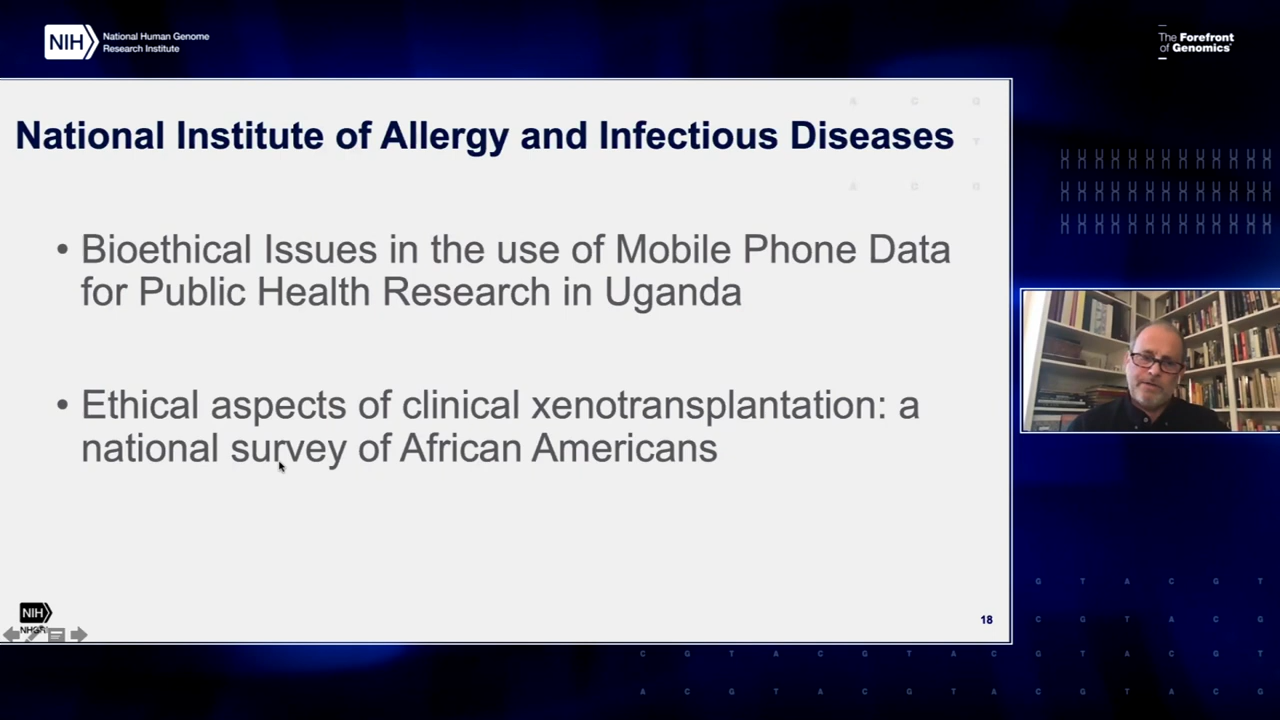 NIH
National Human Genome
Research Institute
The Forefront
of Genomics
National Institute of Allergy and Infectious Diseases
• Bioethical Issues in the use of Mobile Phone Data
for Public Health Research in Uganda
• Ethical aspects of clinical xenotransplantation: a
national survey of African Americans
NIH
18
A C G
T
A C G
G T A C G T
C G T A C G
C G T A C G T A C G T A C G T
A C G T A C G T A C G T A C G